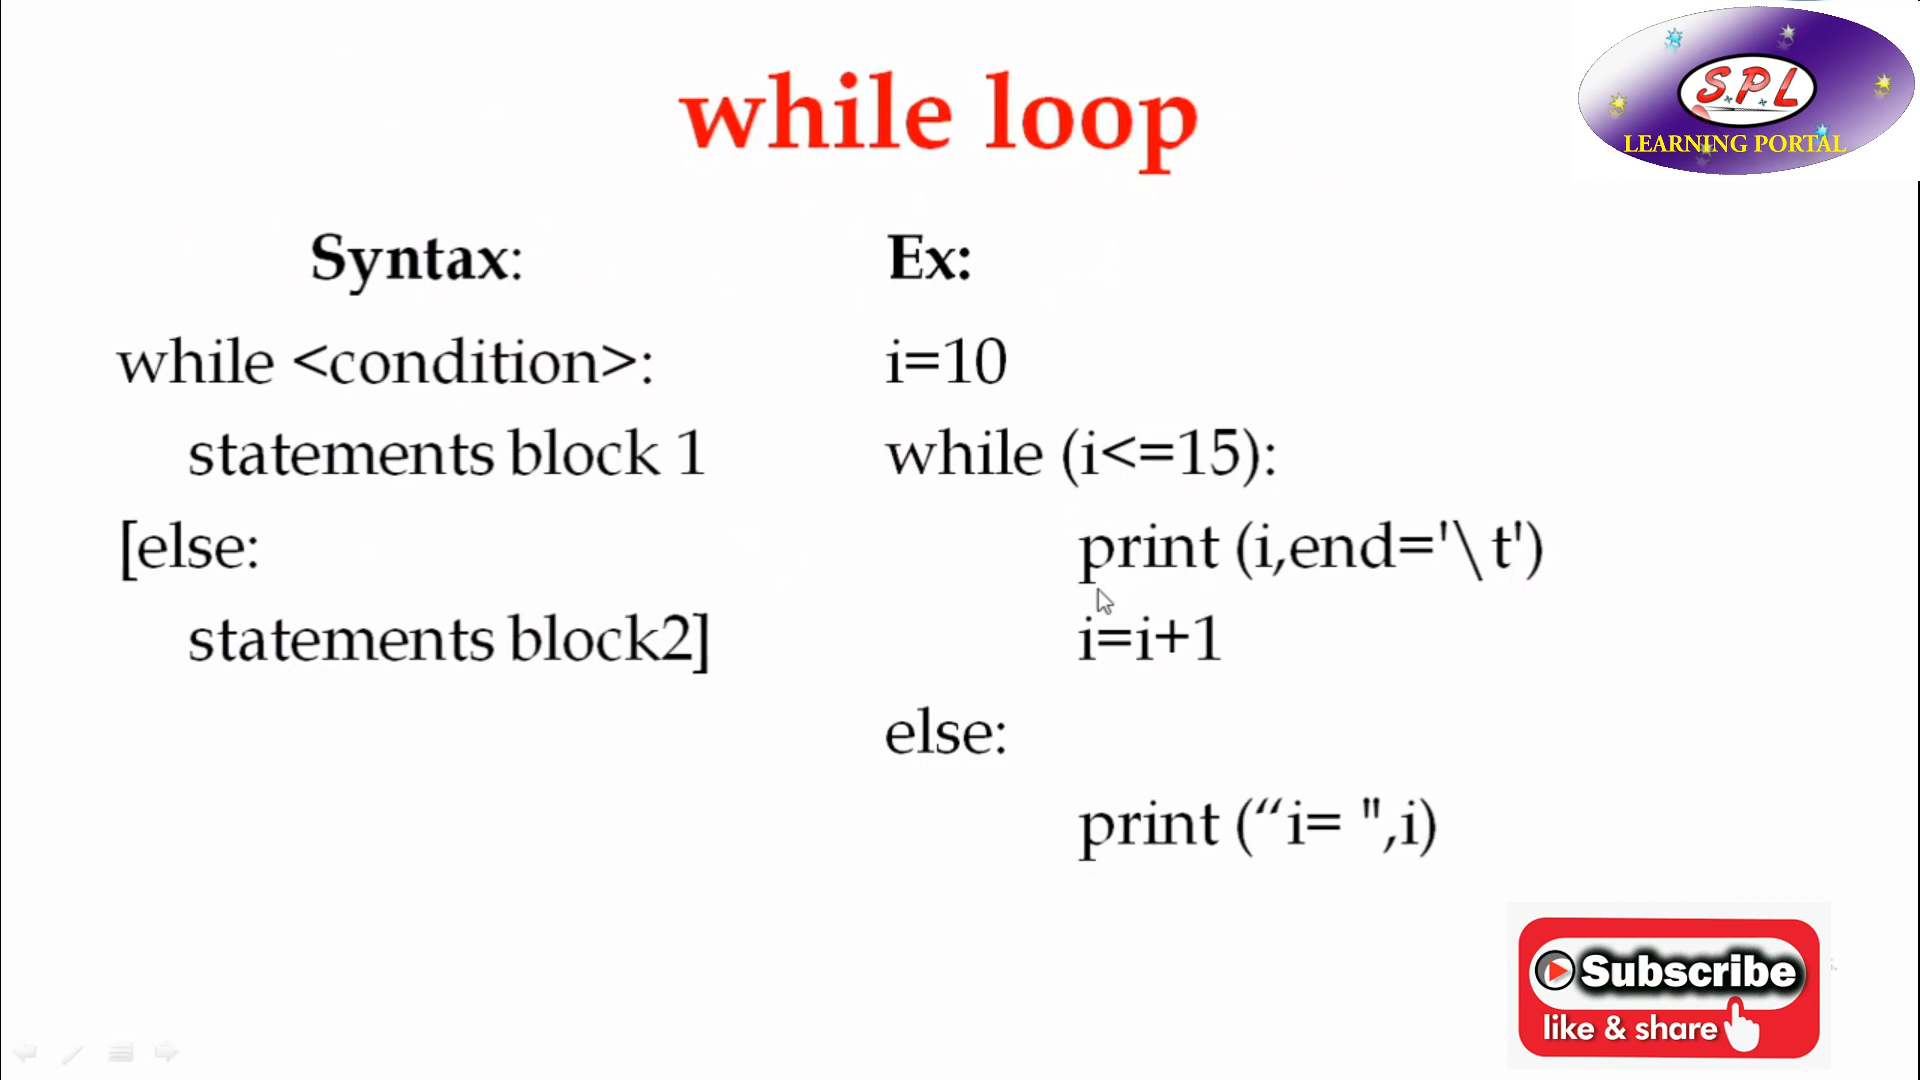 while loop
S.P.L
LEARNING PORTAL
Syntax:
while <condition>:
statements block 1
[else:
statements block2]
Ex:
i=10
while (i<=15):
print (i,end='\ t')
i=i+1
else:
print (“i= ",i)
Subscribe
like & share